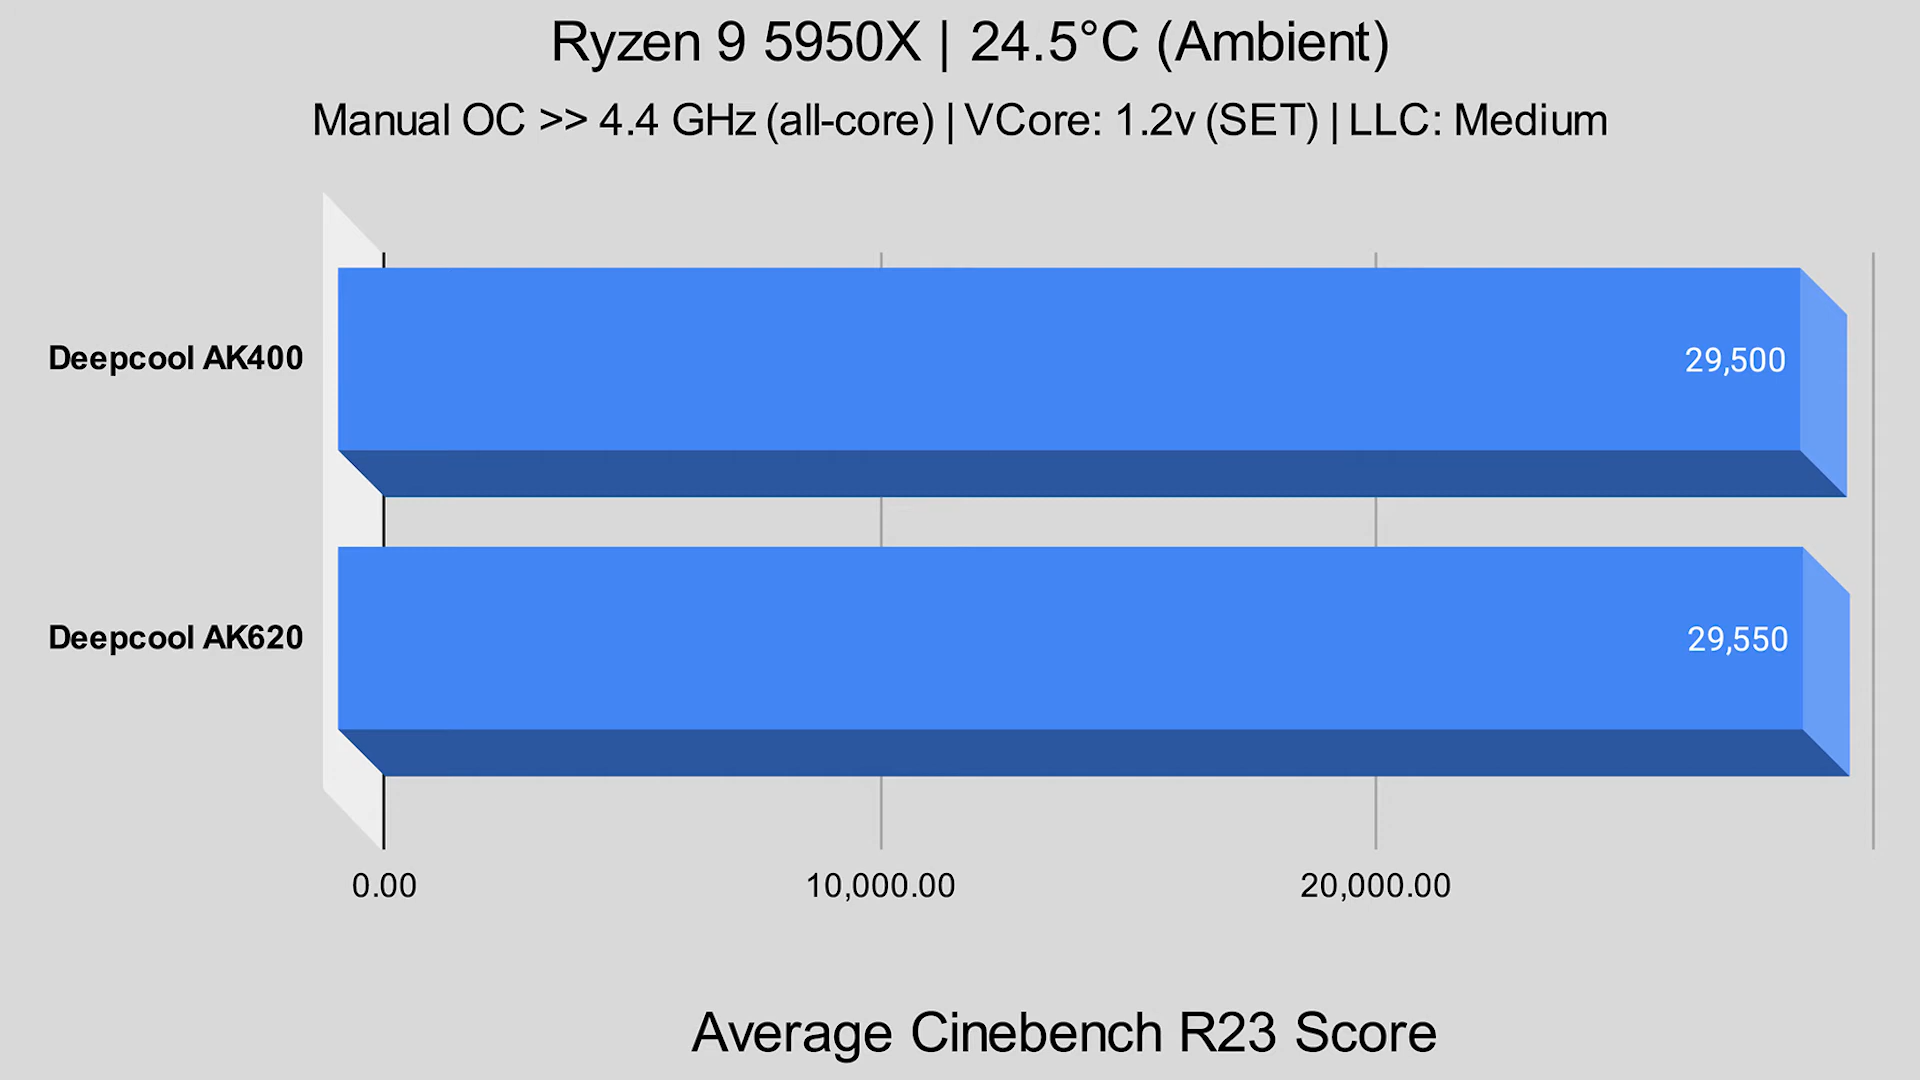 Ryzen 9 5950X | 24.5°C (Ambient)
Manual OC >> 4.4 GHz (all-core) | VCore: 1.2v (SET) | LLC: Medium
Deepcool AK400
29,500
Deepcool AK620
29,550
0.00
10,000.00
20,000.00
Average Cinebench R23 Score